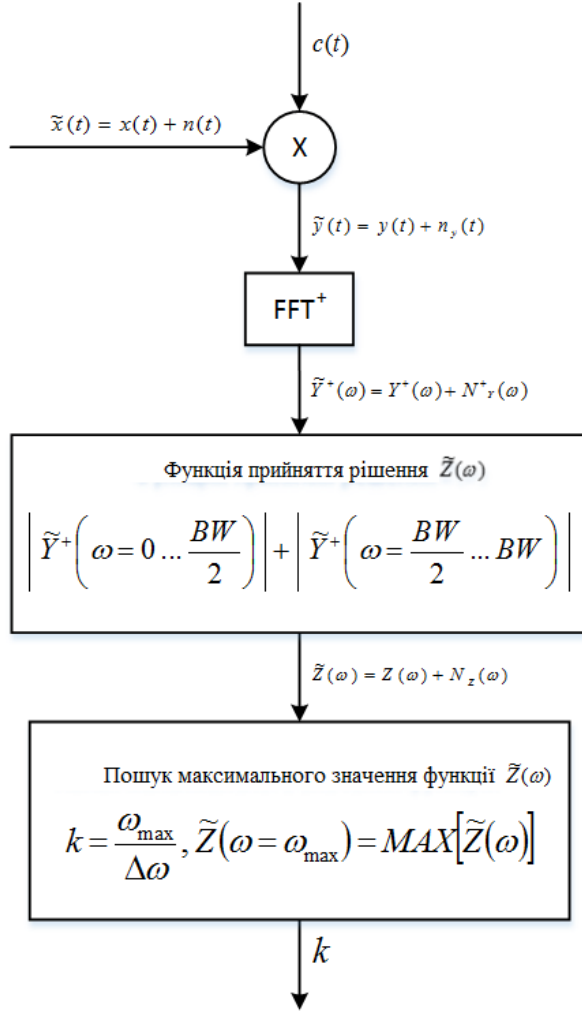 c(t)
x̃(t) = x(t) + n(t)
X
ỹ(t) = y(t) + n_y(t)
FFT⁺
Ỹ⁺(ω) = Y⁺(ω) + N⁺_Y(ω)
Функція прийняття рішення Z̃(ω)
| Ỹ⁺( ω = 0 ... BW/2 ) | + | Ỹ⁺( ω = BW/2 ... BW ) |
Z̃(ω) = Z(ω) + N_z(ω)
Пошук максимального значення функції Z̃(ω)
k = ω_max/Δω , Z̃(ω = ω_max) = MAX[Z̃(ω)]
k